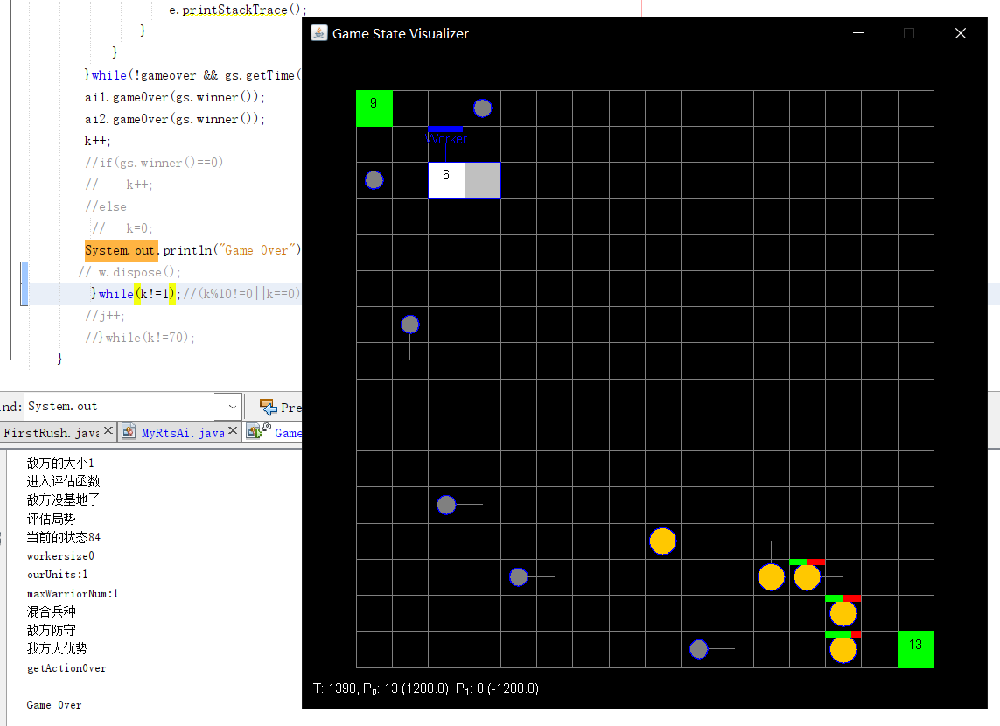 e.printStackTrace();
}
}
}while(!gameover && gs.getTime(
ai1.gameOver(gs.winner());
ai2.gameOver(gs.winner());
k++;
//if(gs.winner()==0)
//    k++;
//else
//   k=0;
System.out.println("Game Over")
// w.dispose();
}while(k!=1);//(k%10!=0||k==0)
//j++;
//}while(k!=70);
}
nd: System.out
Pre
FirstRush.java
MyRtsAi.java
Game
敌方的大小1
进入评估函数
敌方没基地了
评估局势
当前的状态84
workersize0
ourUnits:1
maxWarriorNum:1
混合兵种
敌方防守
我方大优势
getActionOver
Game Over
Game State Visualizer
9
Worker
6
13
T: 1398, P₀: 13 (1200.0), P₁: 0 (-1200.0)